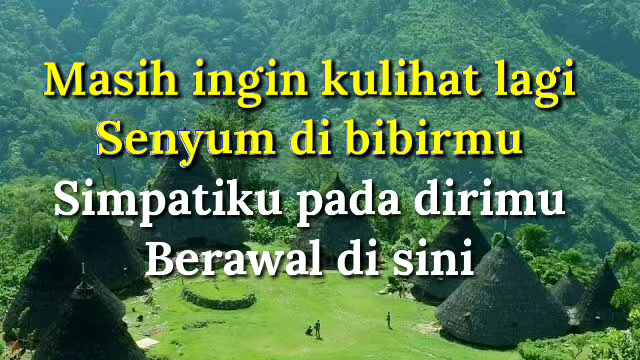 Masih ingin kulihat lagi
Senyum di bibirmu
Simpatiku pada dirimu
Berawal di sini